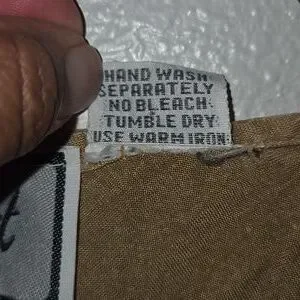 HAND WASH
SEPARATELY
NO BLEACH
TUMBLE DRY
USE WARM IRON